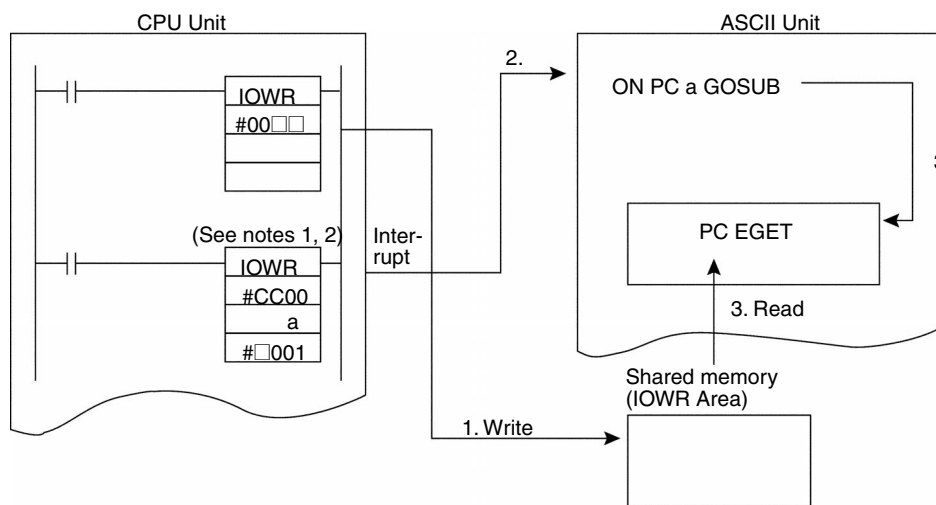 CPU Unit
IOWR
#00□□
(See notes 1, 2)
IOWR
#CC00
a
#□001
Inter-
rupt
2.
ASCII Unit
ON PC a GOSUB
PC EGET
3. Read
Shared memory
(IOWR Area)
1. Write